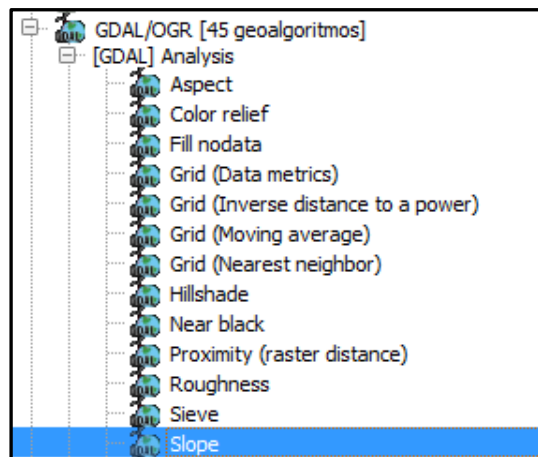 GDAL/OGR [45 geoalgoritmos]
[GDAL] Analysis
Aspect
Color relief
Fill nodata
Grid (Data metrics)
Grid (Inverse distance to a power)
Grid (Moving average)
Grid (Nearest neighbor)
Hillshade
Near black
Proximity (raster distance)
Roughness
Sieve
Slope